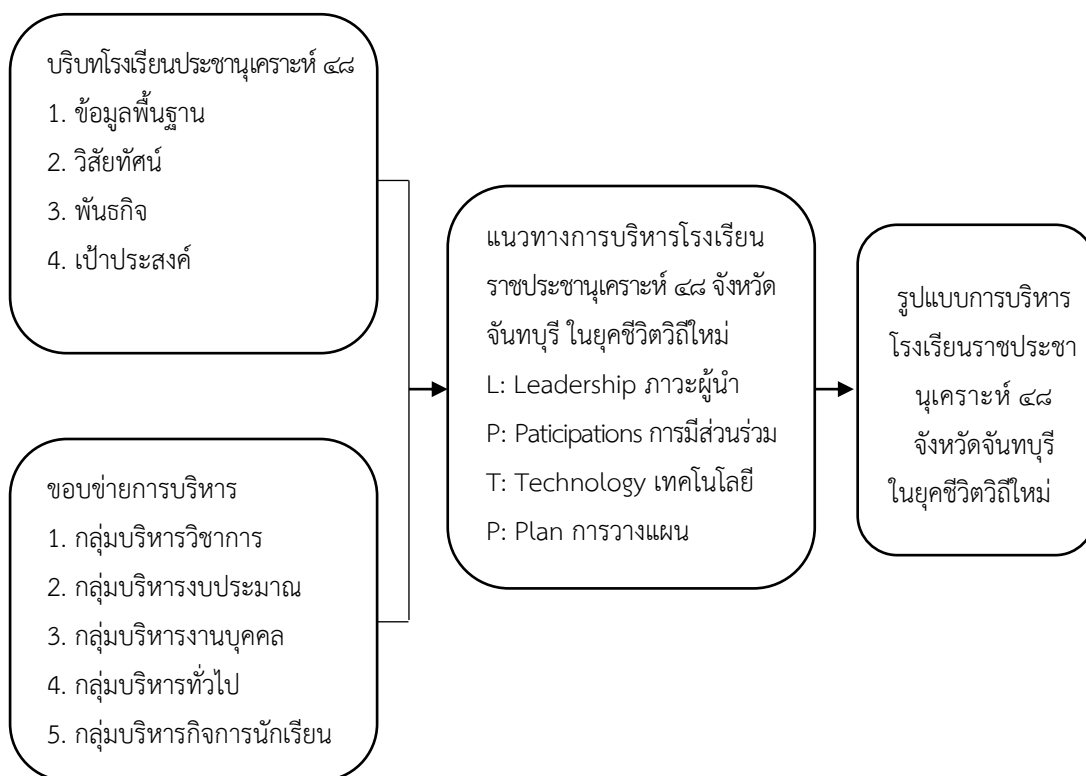 บริบทโรงเรียนประชานุเคราะห์ ๔๘
1. ข้อมูลพื้นฐาน
2. วิสัยทัศน์
3. พันธกิจ
4. เป้าประสงค์
ขอบข่ายการบริหาร
1. กลุ่มบริหารวิชาการ
2. กลุ่มบริหารงบประมาณ
3. กลุ่มบริหารงานบุคคล
4. กลุ่มบริหารทั่วไป
5. กลุ่มบริหารกิจการนักเรียน
แนวทางการบริหารโรงเรียน
ราชประชานุเคราะห์ ๔๘ จังหวัด
จันทบุรี ในยุคชีวิตวิถีใหม่
L: Leadership ภาวะผู้นำ
P: Paticipations การมีส่วนร่วม
T: Technology เทคโนโลยี
P: Plan การวางแผน
รูปแบบการบริหาร
โรงเรียนราชประชา
นุเคราะห์ ๔๘
จังหวัดจันทบุรี
ในยุคชีวิตวิถีใหม่